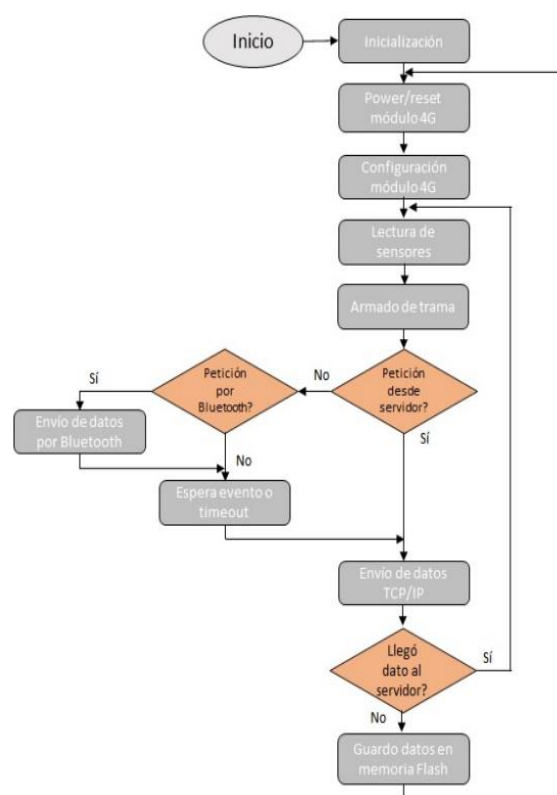 Inicio
Inicialización
Power/reset
módulo 4G
Configuración
módulo 4G
Lectura de
sensores
Armado de trama
Petición
desde
servidor?
No
Sí
Petición
por
Bluetooth?
Sí
No
Envío de datos
por Bluetooth
Espera evento o
timeout
Envío de datos
TCP/IP
Llegó
dato al
servidor?
Sí
No
Guardo datos en
memoria Flash